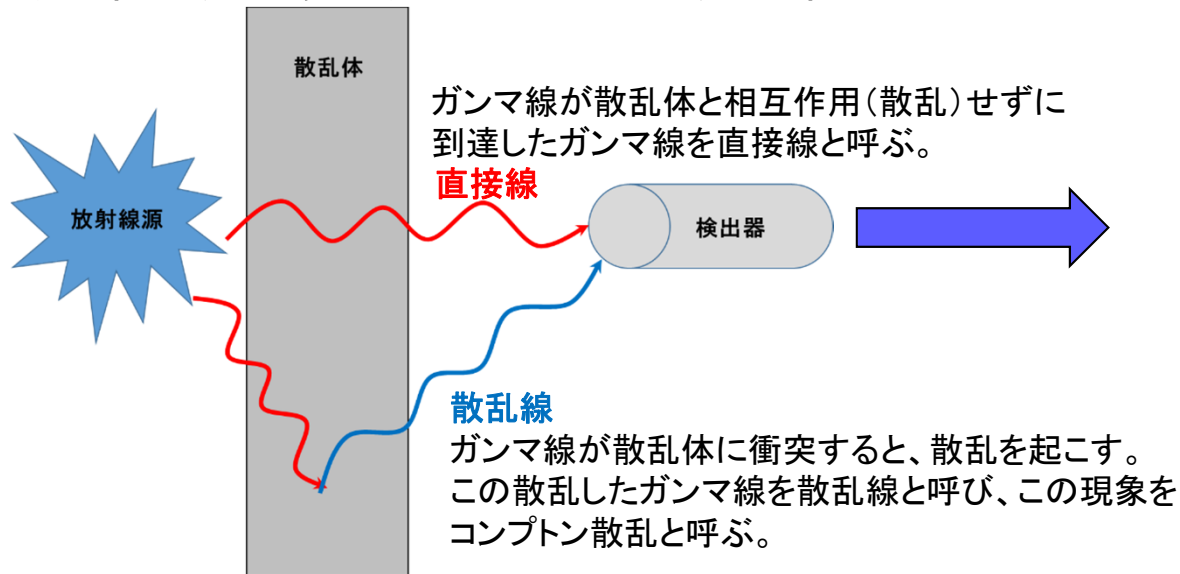 散乱体
ガンマ線が散乱体と相互作用(散乱)せずに
到達したガンマ線を直接線と呼ぶ。
直接線
放射線源
検出器
散乱線
ガンマ線が散乱体に衝突すると、散乱を起こす。
この散乱したガンマ線を散乱線と呼び、この現象を
コンプトン散乱と呼ぶ。